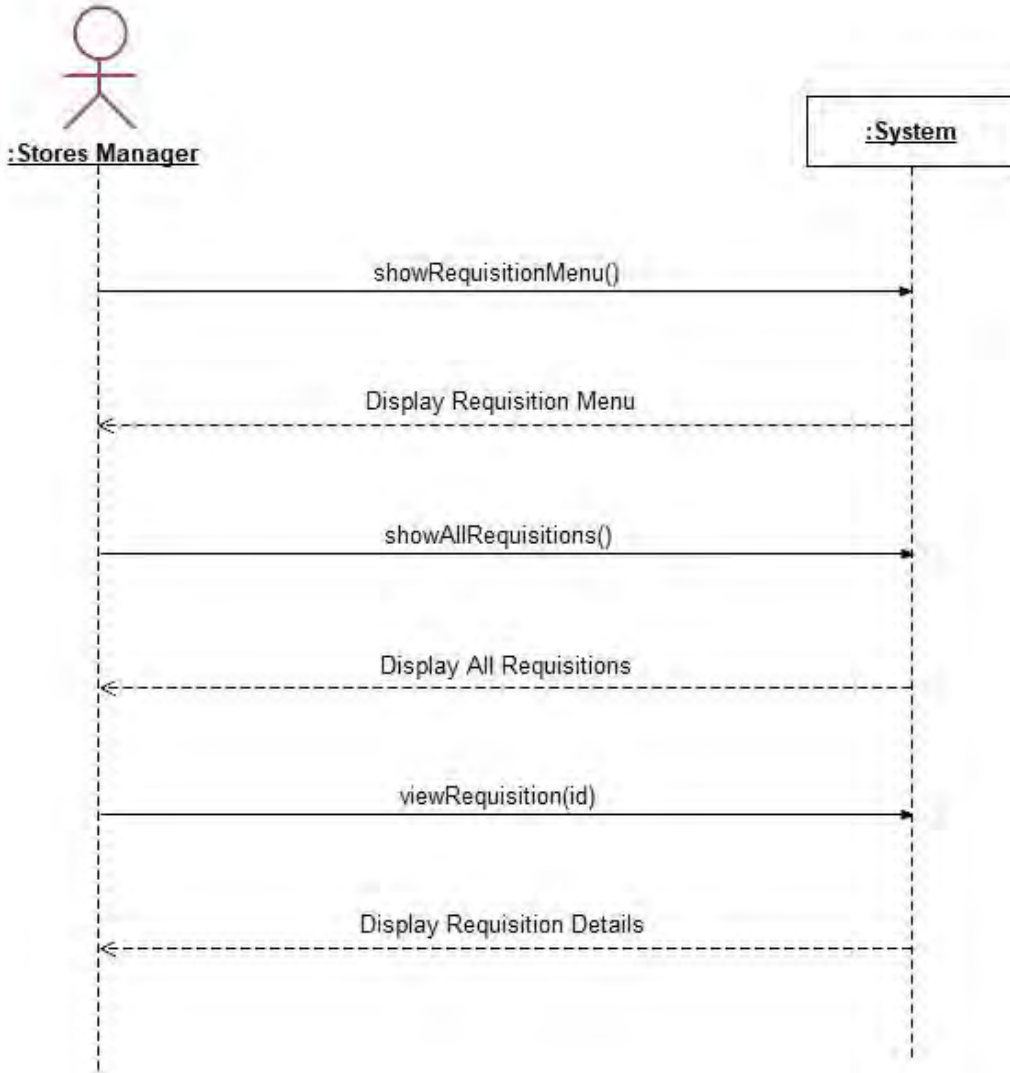 :Stores Manager
:System
showRequisitionMenu()
Display Requisition Menu
showAllRequisitions()
Display All Requisitions
viewRequisition(id)
Display Requisition Details